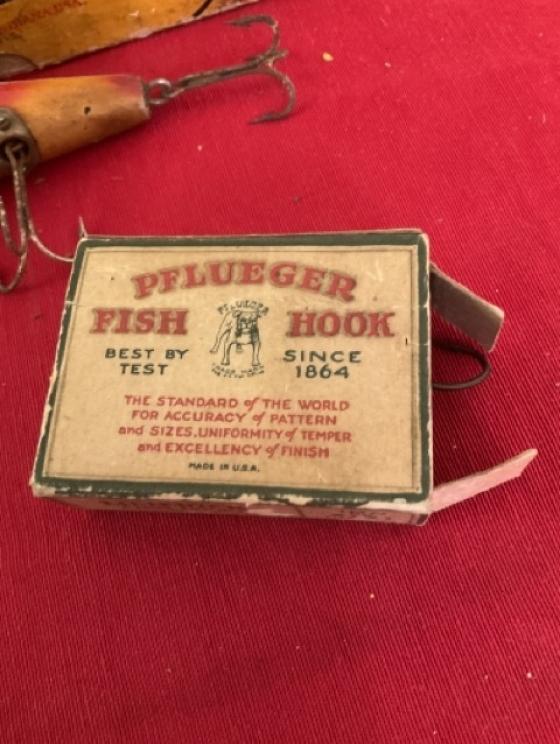 PFLUEGER
FISH HOOK
PFLUEGER
BEST BY TEST
SINCE 1864
THE STANDARD of THE WORLD
FOR ACCURACY of PATTERN
and SIZES, UNIFORMITY of TEMPER
and EXCELLENCY of FINISH
MADE IN U.S.A.